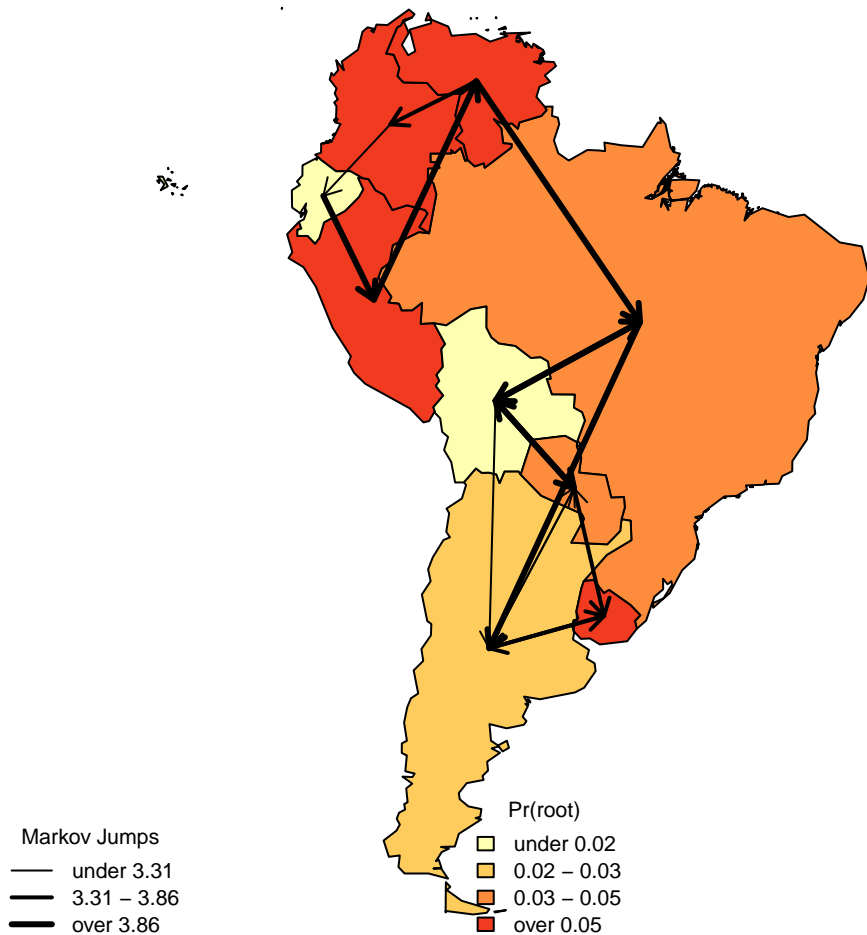 Markov Jumps
under 3.31
3.31 − 3.86
over 3.86
Pr(root)
under 0.02
0.02 − 0.03
0.03 − 0.05
over 0.05